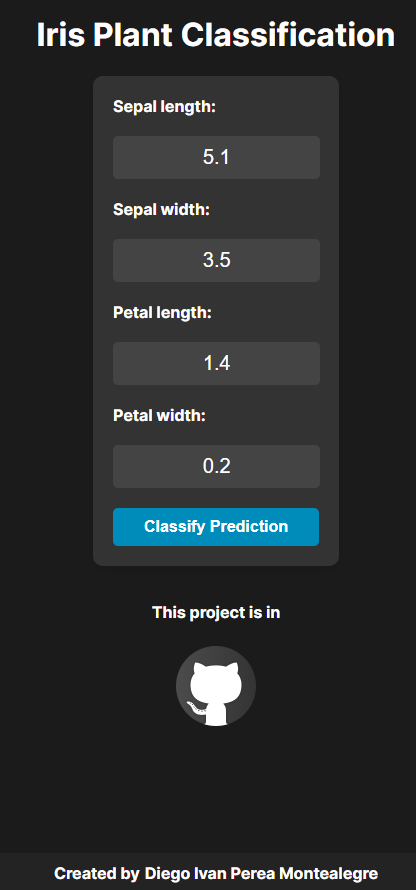 Iris Plant Classification
Sepal length:
5.1
Sepal width:
3.5
Petal length:
1.4
Petal width:
0.2
Classify Prediction
This project is in
Created by Diego Ivan Perea Montealegre